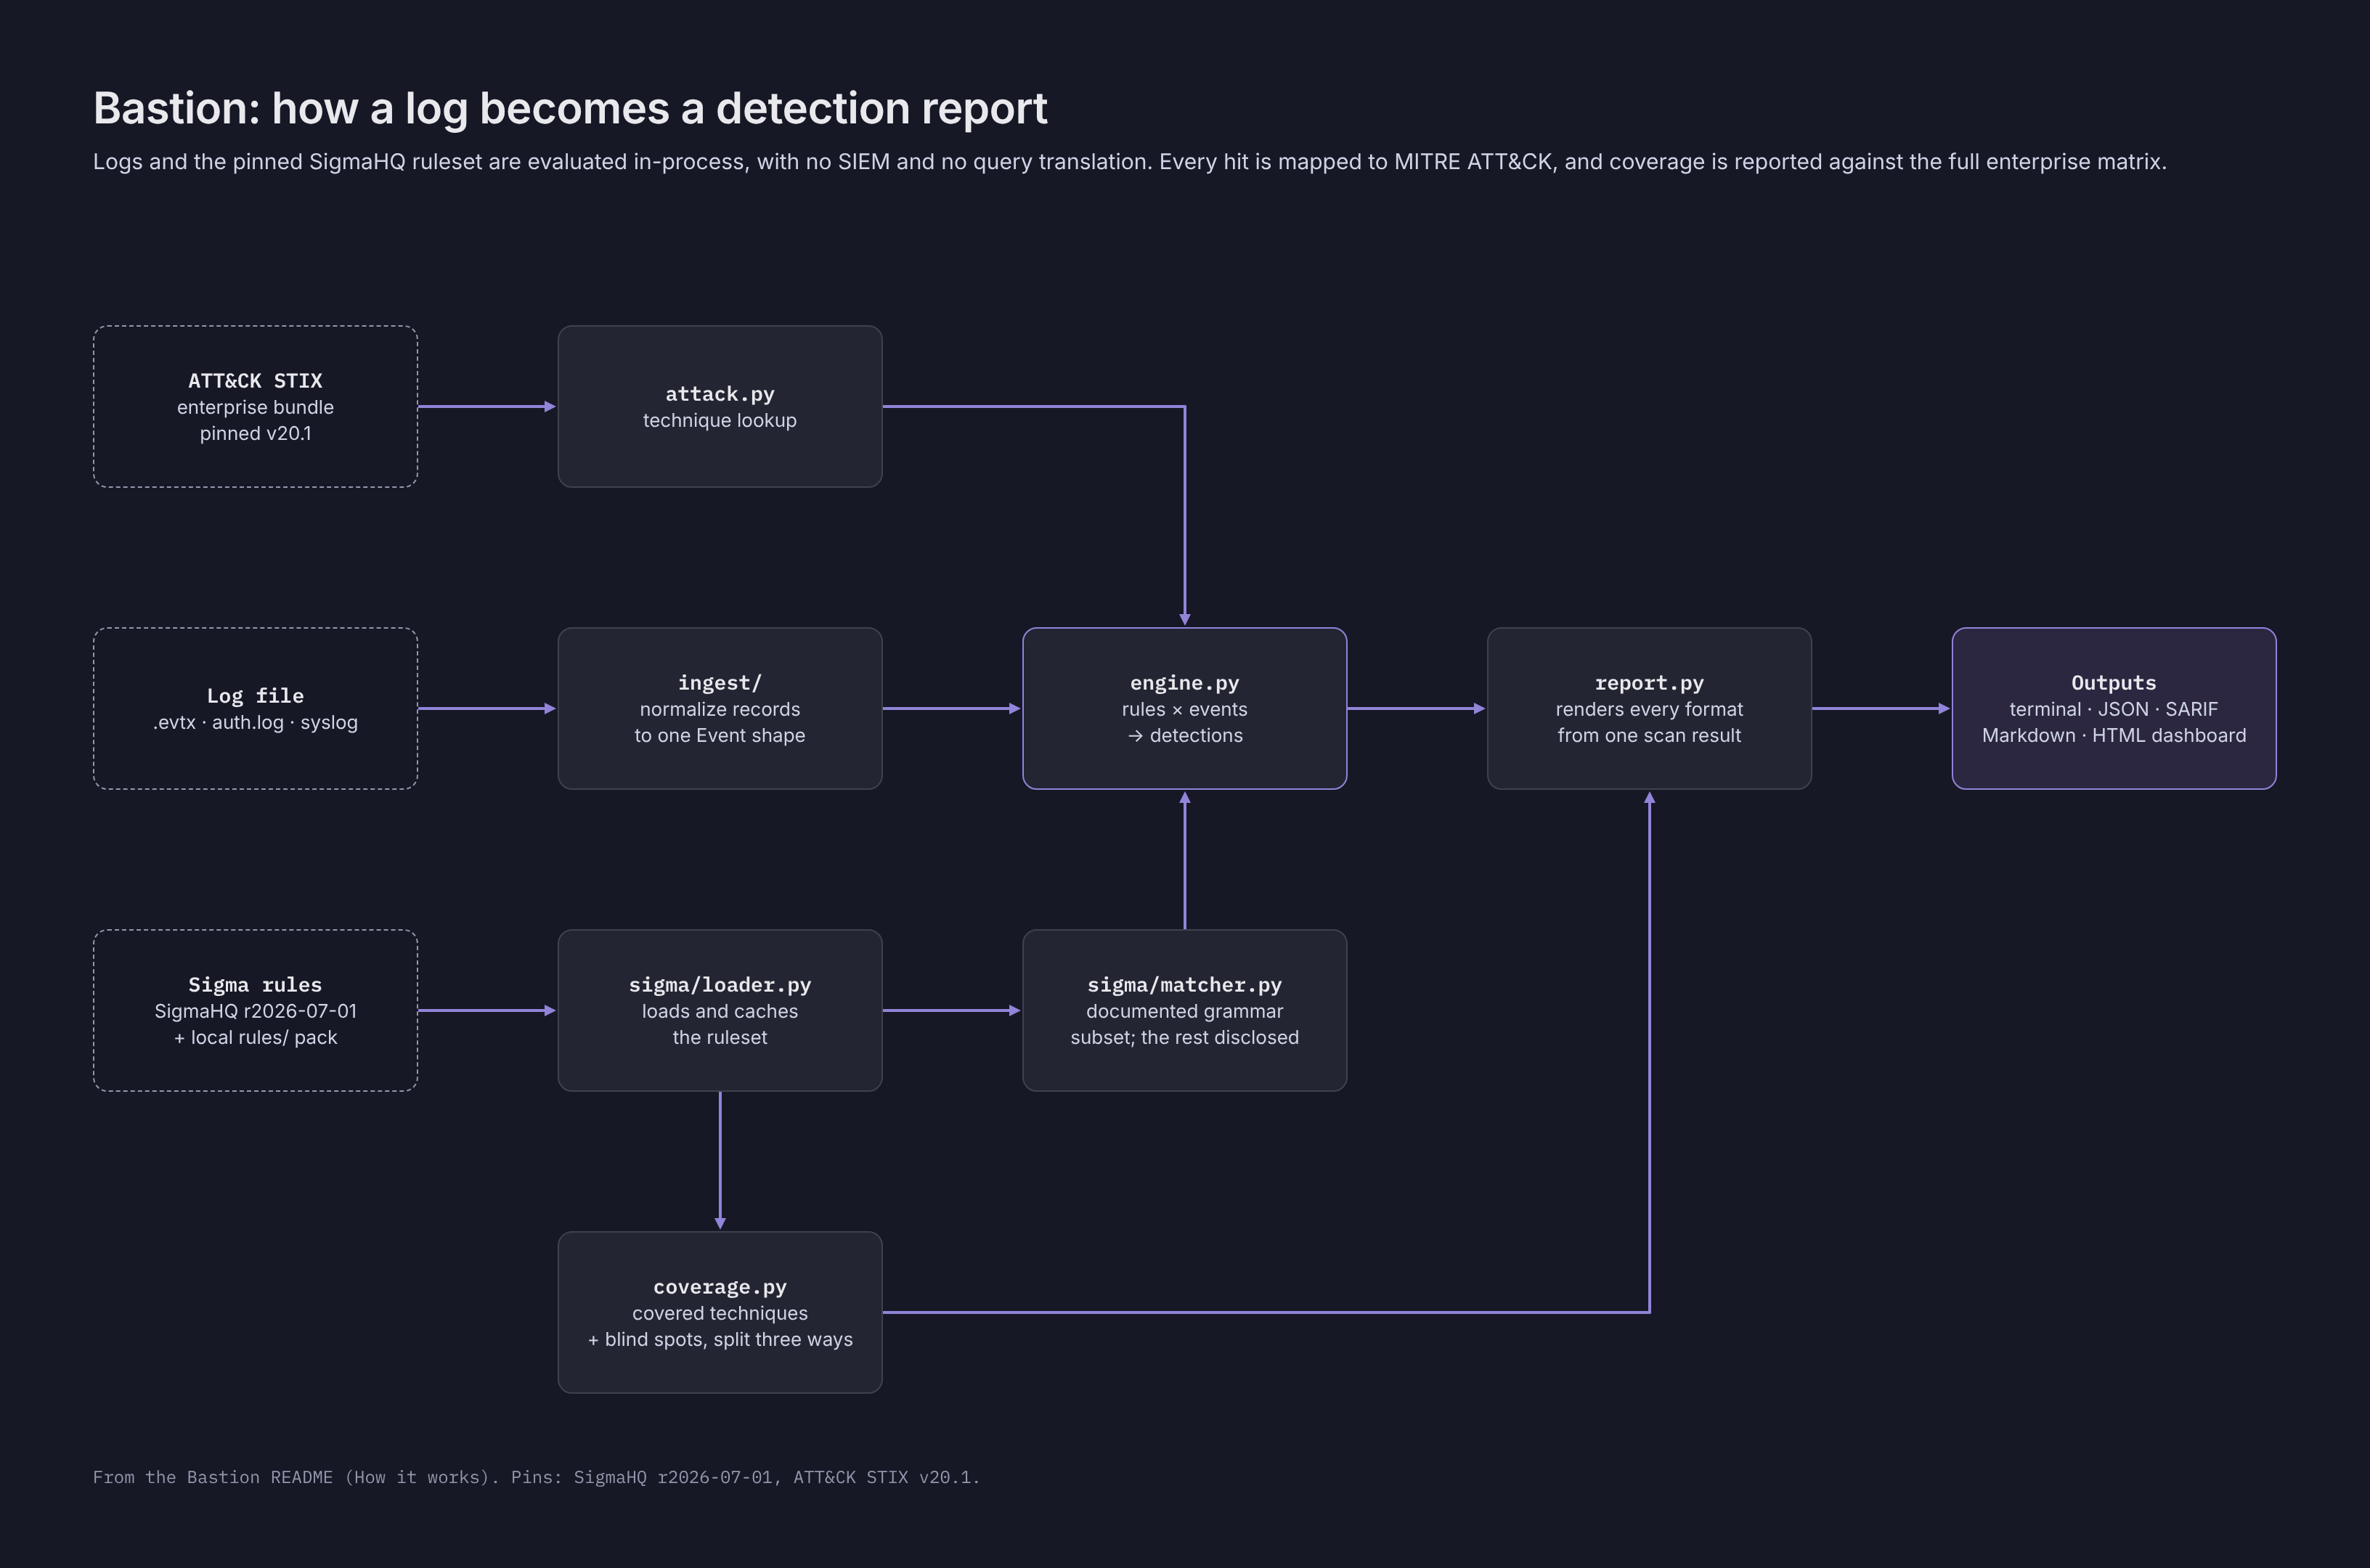 Bastion: how a log becomes a detection report
Logs and the pinned SigmaHQ ruleset are evaluated in-process, with no SIEM and no query translation. Every hit is mapped to MITRE ATT&CK, and coverage is reported against the full enterprise matrix.
ATT&CK STIX
enterprise bundle
pinned v20.1
attack.py
technique lookup
Log file
.evtx · auth.log · syslog
ingest/
normalize records
to one Event shape
engine.py
rules × events
→ detections
report.py
renders every format
from one scan result
Outputs
terminal · JSON · SARIF
Markdown · HTML dashboard
Sigma rules
SigmaHQ r2026-07-01
+ local rules/ pack
sigma/loader.py
loads and caches
the ruleset
sigma/matcher.py
documented grammar
subset; the rest disclosed
coverage.py
covered techniques
+ blind spots, split three ways
From the Bastion README (How it works). Pins: SigmaHQ r2026-07-01, ATT&CK STIX v20.1.